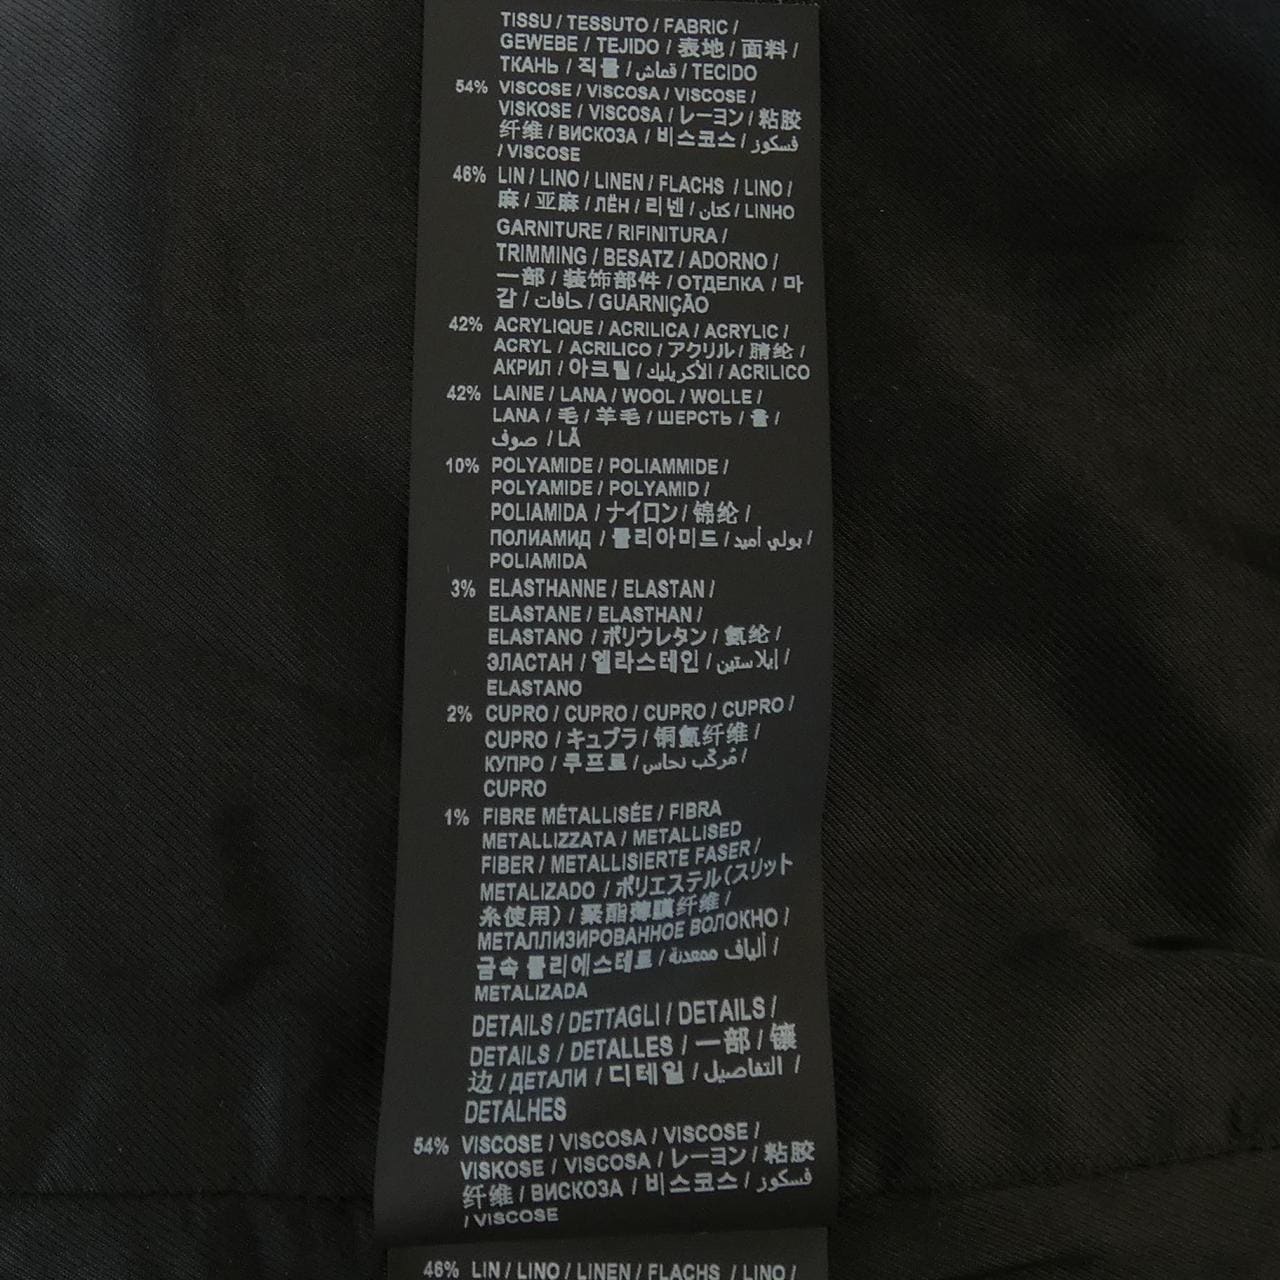 TISSU / TESSUTO / FABRIC /
GEWEBE / TEJIDO / 表地 / 面料 /
ТКАНЬ / 직물 / قماش / TECIDO
54% VISCOSE / VISCOSA / VISCOSE /
VISKOSE / VISCOSA / レーヨン / 粘胶
纤维 / ВИСКОЗА / 비스코스 / فسكوز
/ VISCOSE
46% LIN / LINO / LINEN / FLACHS / LINO /
麻 / 亚麻 / ЛЁН / 리넨 / كتان / LINHO
GARNITURE / RIFINITURA /
TRIMMING / BESATZ / ADORNO /
一部 / 装饰部件 / ОТДЕЛКА / 마
감 / حافات / GUARNIÇÃO
42% ACRYLIQUE / ACRILICA / ACRYLIC /
ACRYL / ACRILICO / アクリル / 腈纶 /
АКРИЛ / 아크릴 / الأكريليك / ACRILICO
42% LAINE / LANA / WOOL / WOLLE /
LANA / 毛 / 羊毛 / ШЕРСТЬ / 울 /
صوف / LÃ
10% POLYAMIDE / POLIAMMIDE /
POLYAMIDE / POLYAMID /
POLIAMIDA / ナイロン / 锦纶 /
ПОЛИАМИД / 폴리아미드 / بولي أميد /
POLIAMIDA
3% ELASTHANNE / ELASTAN /
ELASTANE / ELASTHAN /
ELASTANO / ポリウレタン / 氨纶 /
ЭЛАСТАН / 엘라스테인 / إيلاستين /
ELASTANO
2% CUPRO / CUPRO / CUPRO / CUPRO /
CUPRO / キュプラ / 铜氨纤维 /
КУПРО / 쿠프로 / مُركّب نحاس /
CUPRO
1% FIBRE MÉTALLISÉE / FIBRA
METALLIZZATA / METALLISED
FIBER / METALLISIERTE FASER /
METALIZADO / ポリエステル(スリット
糸使用) / 聚酯薄膜纤维 /
МЕТАЛЛИЗИРОВАННОЕ ВОЛОКНО /
금속 폴리에스테르 / ألياف ممعدنة /
METALIZADA
DETAILS / DETTAGLI / DETAILS /
DETAILS / DETALLES / 一部 / 镶
边 / ДЕТАЛИ / 디테일 / التفاصيل /
DETALHES
54% VISCOSE / VISCOSA / VISCOSE /
VISKOSE / VISCOSA / レーヨン / 粘胶
纤维 / ВИСКОЗА / 비스코스 / فسكوز
/ VISCOSE
46% LIN / LINO / LINEN / FLACHS / LINO /